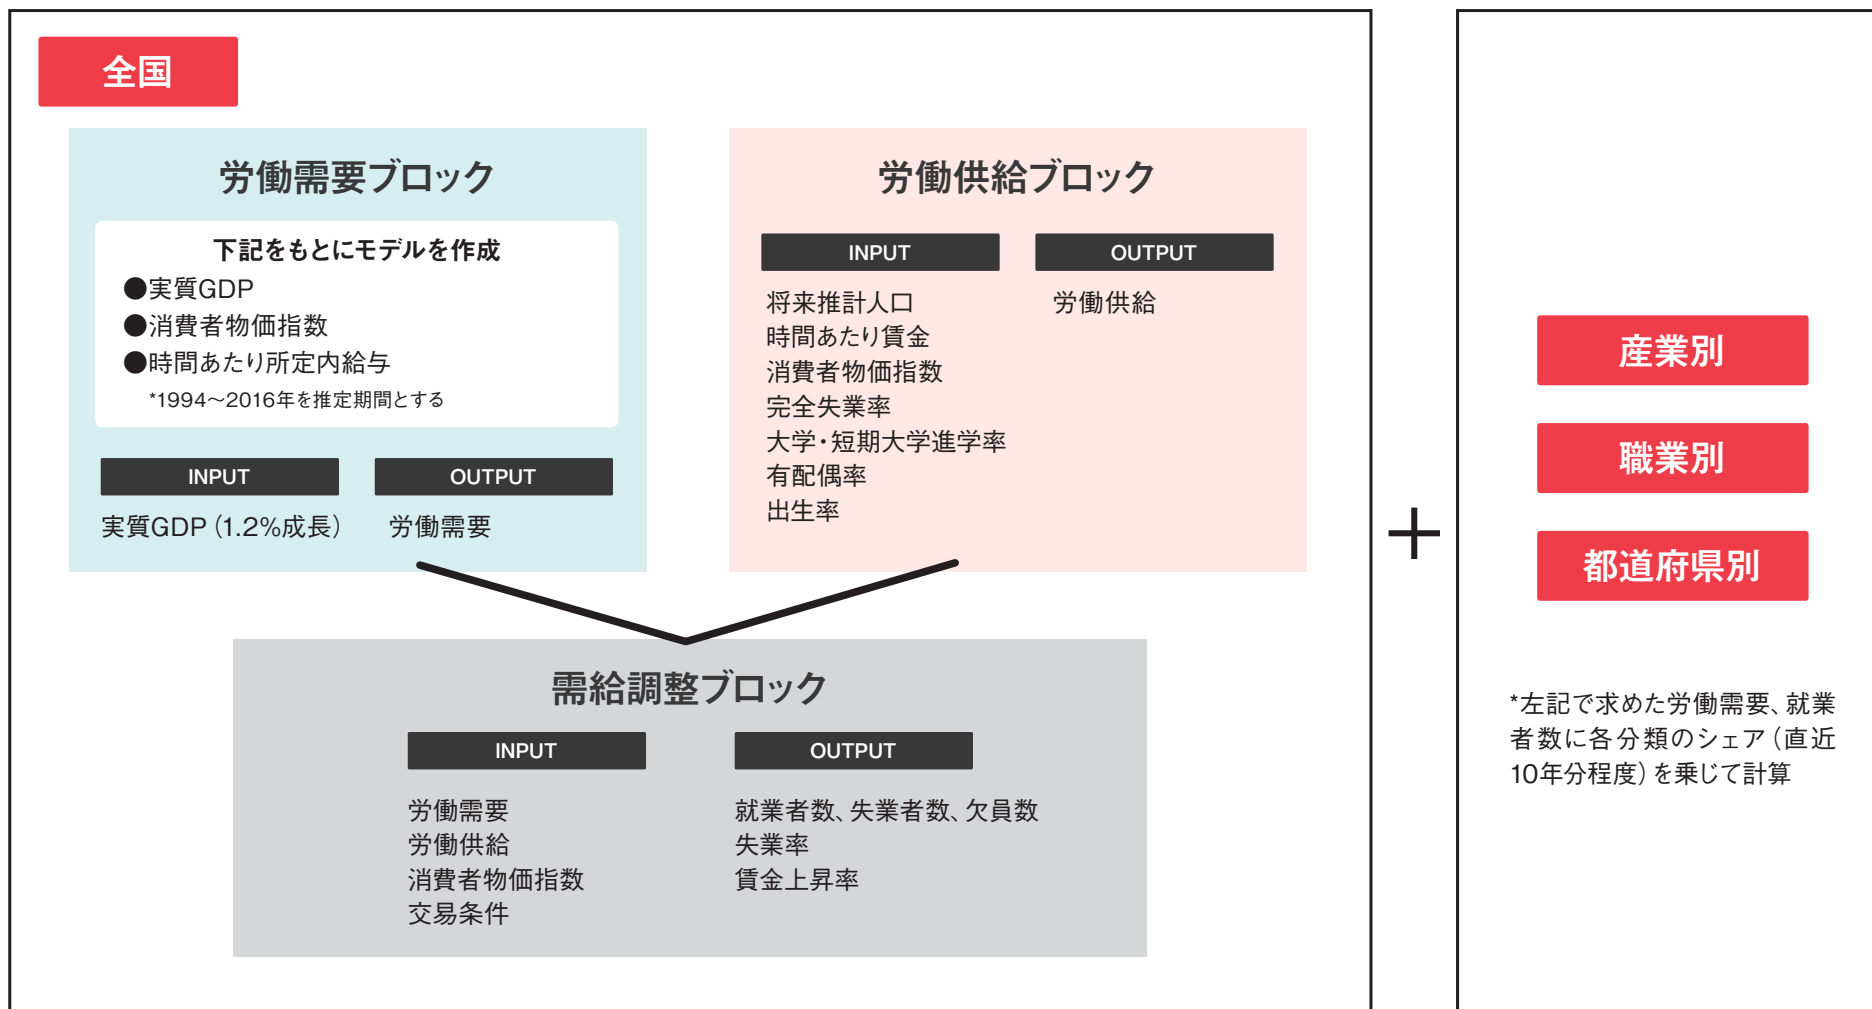 全国
労働需要ブロック
下記をもとにモデルを作成
●実質GDP
●消費者物価指数
●時間あたり所定内給与
*1994〜2016年を推定期間とする
INPUT
OUTPUT
実質GDP（1.2%成長）
労働需要
労働供給ブロック
INPUT
OUTPUT
将来推計人口
時間あたり賃金
消費者物価指数
完全失業率
大学・短期大学進学率
有配偶率
出生率
労働供給
需給調整ブロック
INPUT
OUTPUT
労働需要
労働供給
消費者物価指数
交易条件
就業者数、失業者数、欠員数
失業率
賃金上昇率
＋
産業別
職業別
都道府県別
*左記で求めた労働需要、就業
者数に各分類のシェア（直近
10年分程度）を乗じて計算